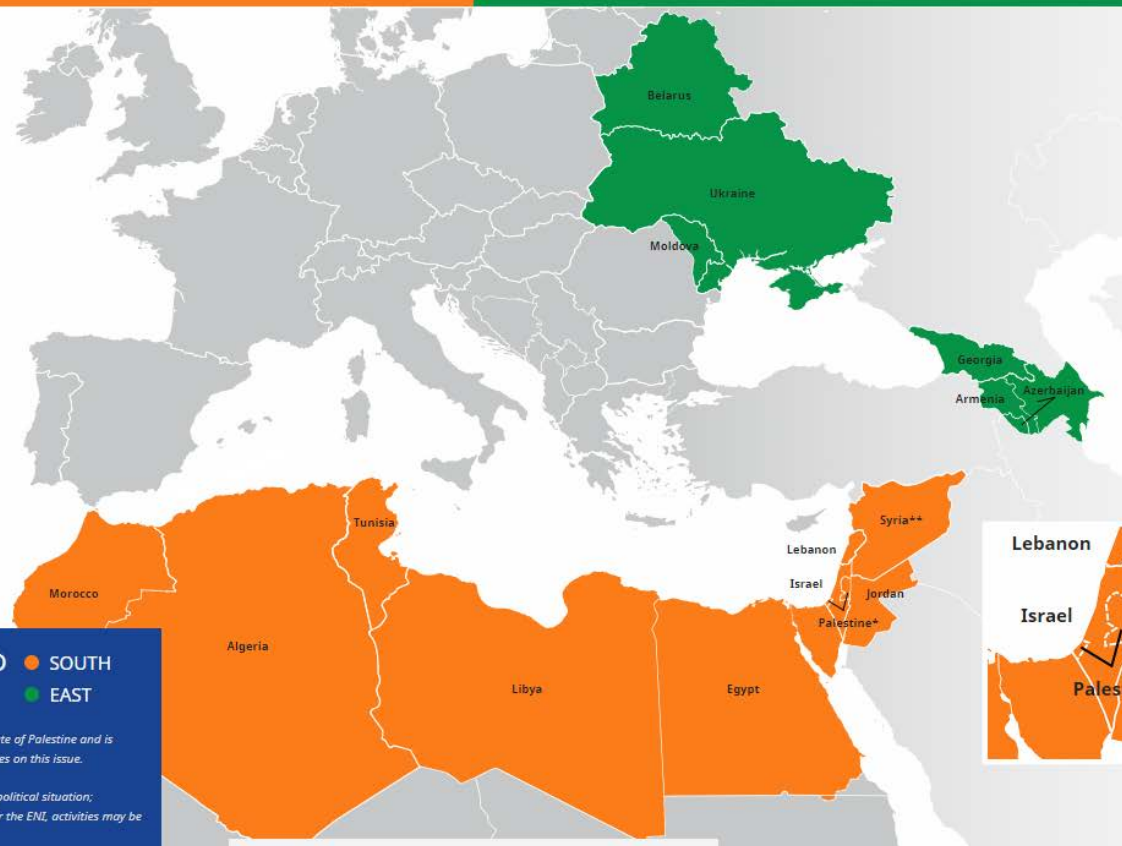 Belarus
Ukraine
Moldova
Georgia
Azerbaijan
Armenia
Tunisia
Syria**
Lebanon
Israel
Jordan
Palestine*
Morocco
Algeria
Libya
Egypt
Lebanon
Israel
Pales
SOUTH
EAST
te of Palestine and is
es on this issue.
political situation;
r the ENI, activities may be